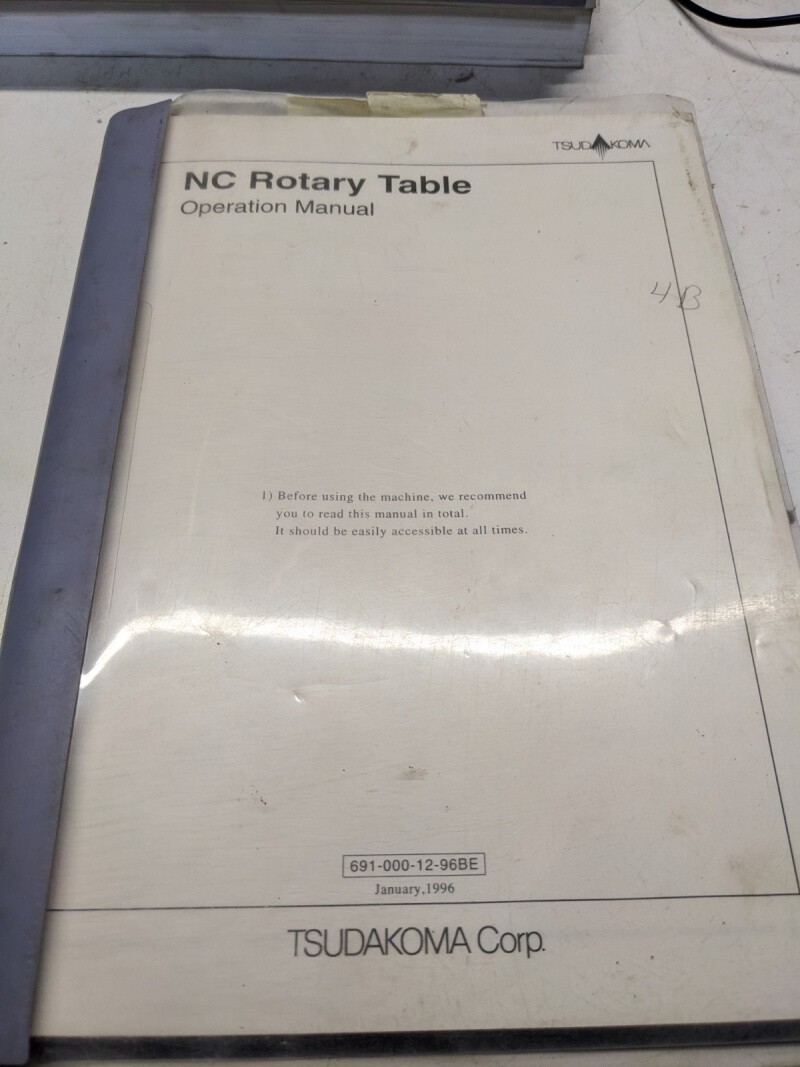 TSUDAKOMA
NC Rotary Table
Operation Manual
4B
1) Before using the machine, we recommend
you to read this manual in total.
It should be easily accessible at all times.
691-000-12-96BE
January,1996
TSUDAKOMA Corp.